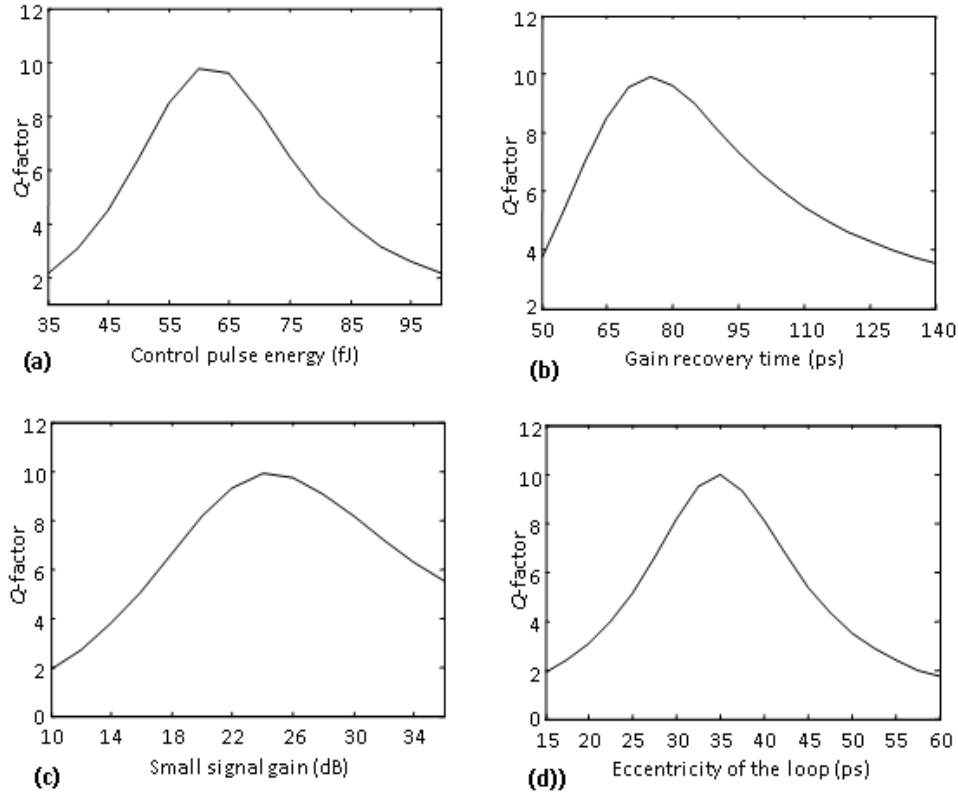 12
10
8
6
4
2
Q-factor
35 45 55 65 75 85 95
(a) Control pulse energy (fJ)
12
10
8
6
4
2
Q-factor
50 65 80 95 110 125 140
(b) Gain recovery time (ps)
12
10
8
6
4
2
0
Q-factor
10 14 18 22 26 30 34
(c) Small signal gain (dB)
12
10
8
6
4
2
0
Q-factor
15 20 25 30 35 40 45 50 55 60
(d)) Eccentricity of the loop (ps)